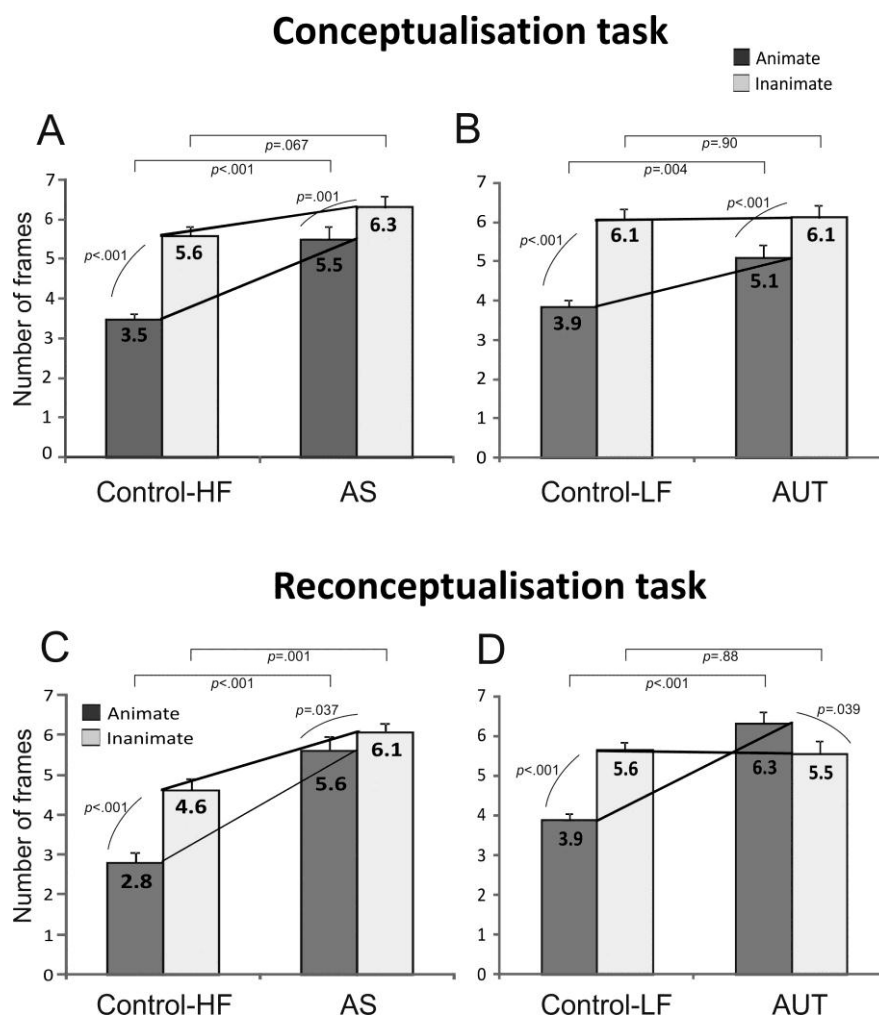 Conceptualisation task
Animate
Inanimate
A
p=.067
p<.001
Number of frames
7
6
5
4
3
2
1
0
p<.001
p=.001
3.5
5.6
5.5
6.3
Control-HF
AS
B
p=.90
p=.004
7
6
5
4
3
2
1
0
p<.001
p<.001
3.9
6.1
5.1
6.1
Control-LF
AUT
Reconceptualisation task
C
p=.001
p<.001
Number of frames
7
6
5
4
3
2
1
0
Animate
Inanimate
p<.001
p=.037
2.8
4.6
5.6
6.1
Control-HF
AS
D
p=.88
p<.001
7
6
5
4
3
2
1
0
p<.001
p=.039
3.9
5.6
6.3
5.5
Control-LF
AUT